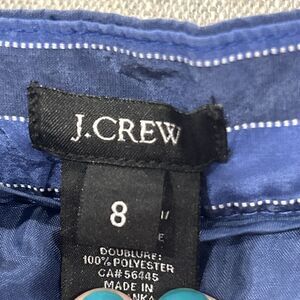 J.CREW
8
DOUBLURE:
100% POLYESTER
CA#56445
MADE IN